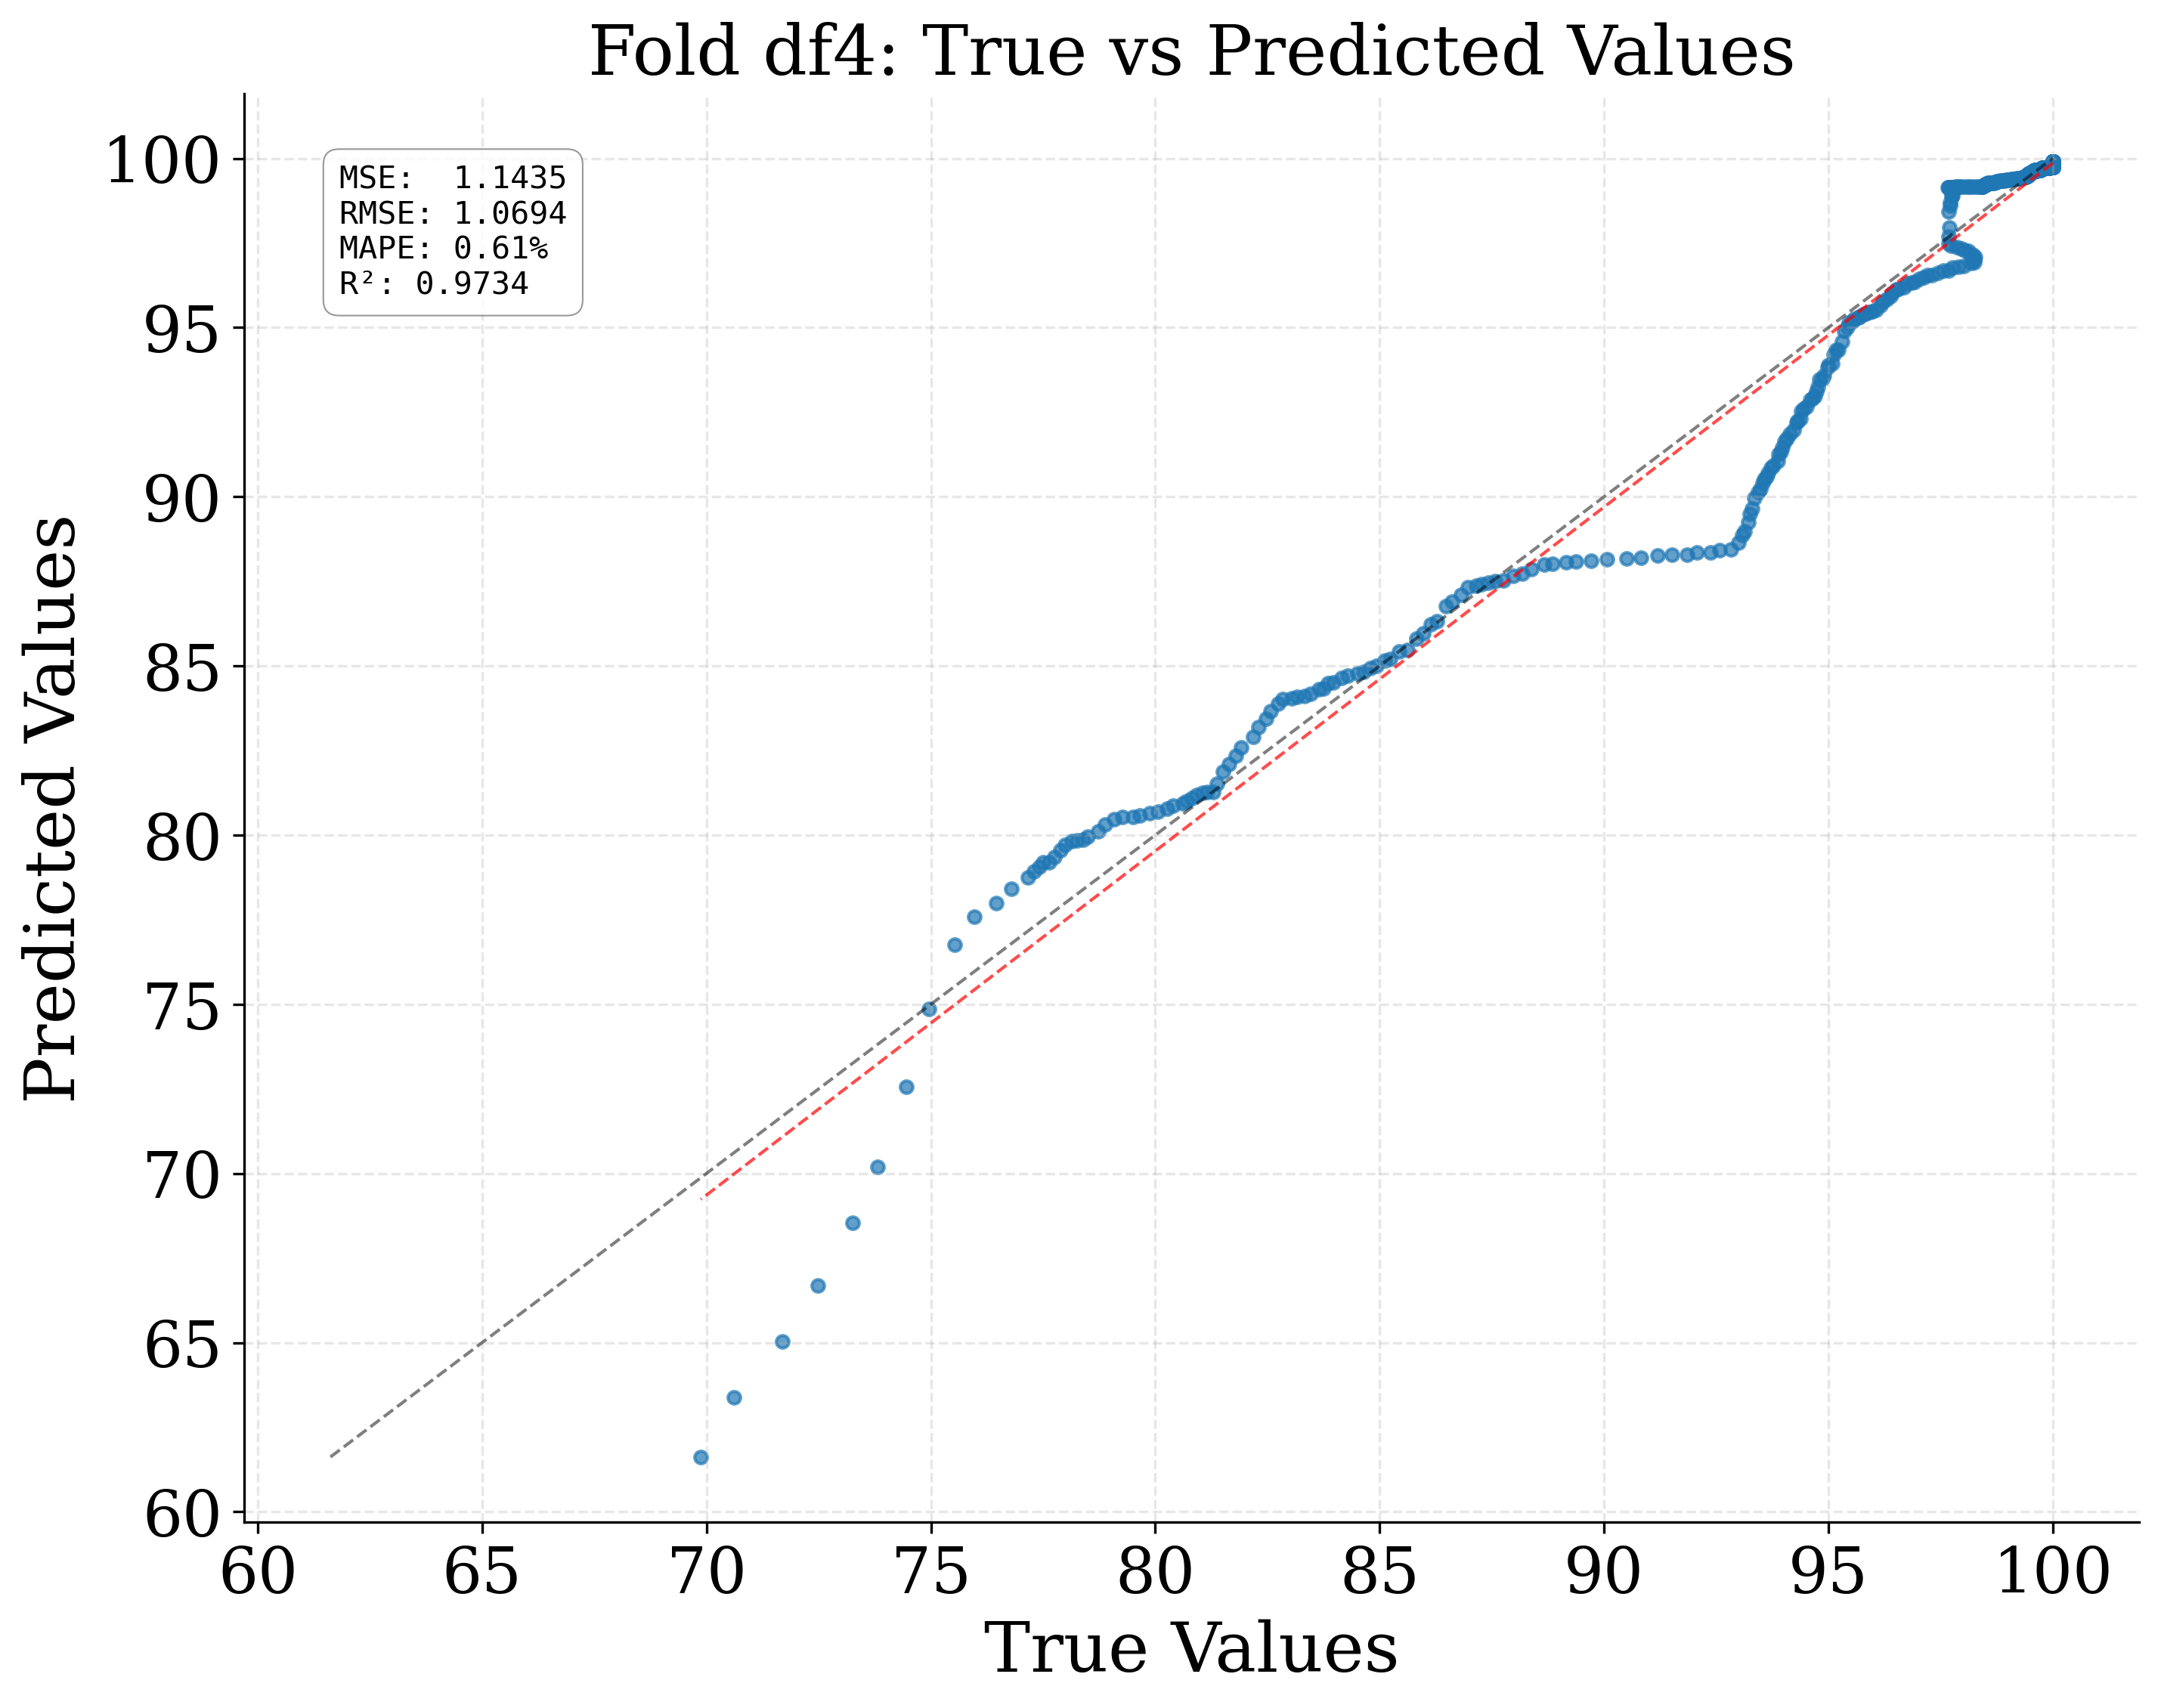 Fold df4: True vs Predicted Values
MSE:  1.1435
RMSE: 1.0694
MAPE: 0.61%
R²: 0.9734
Predicted Values
100
95
90
85
80
75
70
65
60
60 65 70 75 80 85 90 95 100
True Values